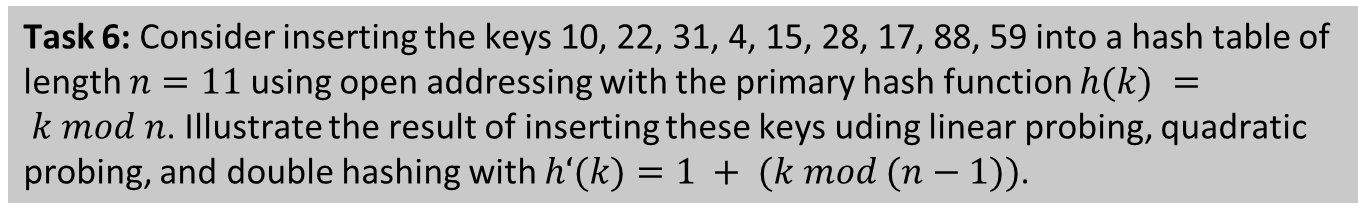 Task 6: Consider inserting the keys 10, 22, 31, 4, 15, 28, 17, 88, 59 into a hash table of
length n = 11 using open addressing with the primary hash function h(k) =
k mod n. Illustrate the result of inserting these keys uding linear probing, quadratic
probing, and double hashing with h‘(k) = 1 + (k mod (n − 1)).